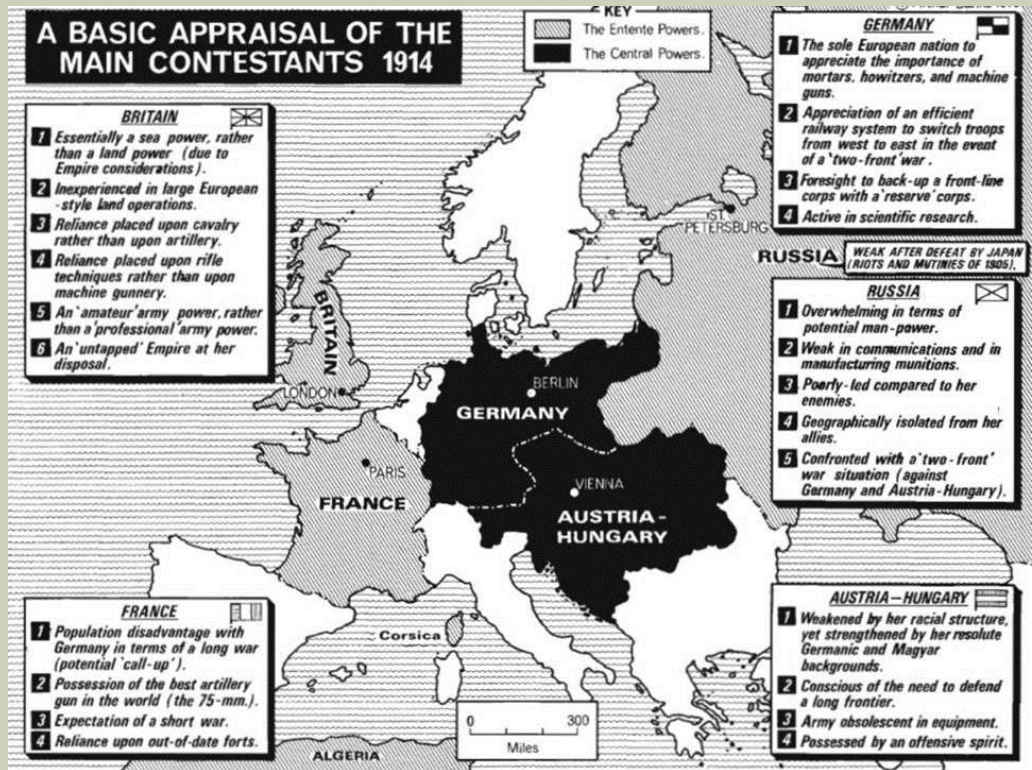 A BASIC APPRAISAL OF THE
MAIN CONTESTANTS 1914
KEY
The Entente Powers.
The Central Powers.
BRITAIN
1 Essentially a sea power, rather
than a land power (due to
Empire considerations).
2 Inexperienced in large European
-style land operations.
3 Reliance placed upon cavalry
rather than upon artillery.
4 Reliance placed upon rifle
techniques rather than upon
machine gunnery.
5 An 'amateur' army power, rather
than a 'professional' army power.
6 An 'untapped' Empire at her
disposal.
GERMANY
1 The sole European nation to
appreciate the importance of
mortars, howitzers, and machine
guns.
2 Appreciation of an efficient
railway system to switch troops
from west to east in the event
of a 'two-front' war.
3 Foresight to back-up a front-line
corps with a 'reserve' corps.
4 Active in scientific research.
ST.
PETERSBURG
RUSSIA
WEAK AFTER DEFEAT BY JAPAN
(RIOTS AND MUTINIES OF 1905).
RUSSIA
1 Overwhelming in terms of
potential man-power.
2 Weak in communications and in
manufacturing munitions.
3 Poorly-led compared to her
enemies.
4 Geographically isolated from her
allies.
5 Confronted with a 'two-front'
war situation (against
Germany and Austria-Hungary).
BRITAIN
LONDON
BERLIN
GERMANY
PARIS
FRANCE
VIENNA
AUSTRIA-
HUNGARY
Corsica
ALGERIA
0 300
Miles
FRANCE
1 Population disadvantage with
Germany in terms of a long war
(potential 'call-up').
2 Possession of the best artillery
gun in the world (the 75-mm.).
3 Expectation of a short war.
4 Reliance upon out-of-date forts.
AUSTRIA-HUNGARY
1 Weakened by her racial structure,
yet strengthened by her resolute
Germanic and Magyar
backgrounds.
2 Conscious of the need to defend
a long frontier.
3 Army obsolescent in equipment.
4 Possessed by an offensive spirit.